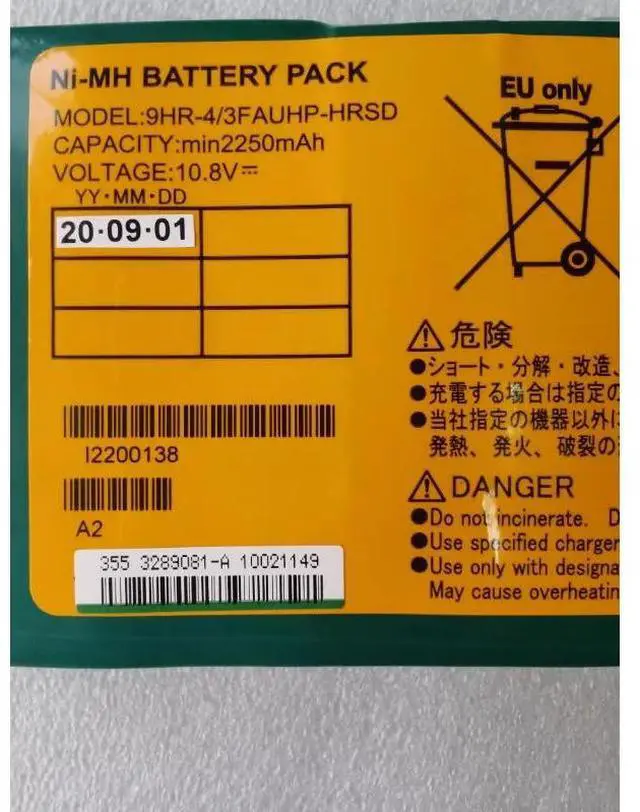 Ni-MH BATTERY PACK
MODEL:9HR-4/3FAUHP-HRSD
CAPACITY:min2250mAh
VOLTAGE:10.8V⎓
YY・MM・DD
20・09・01
I2200138
A2
355 3289081-A 10021149
EU only
⚠危険
●ショート・分解・改造、
●充電する場合は指定の
●当社指定の機器以外に
発熱、発火、破裂の
⚠DANGER
●Do not incinerate. D
●Use specified charger
●Use only with designa
May cause overheatin